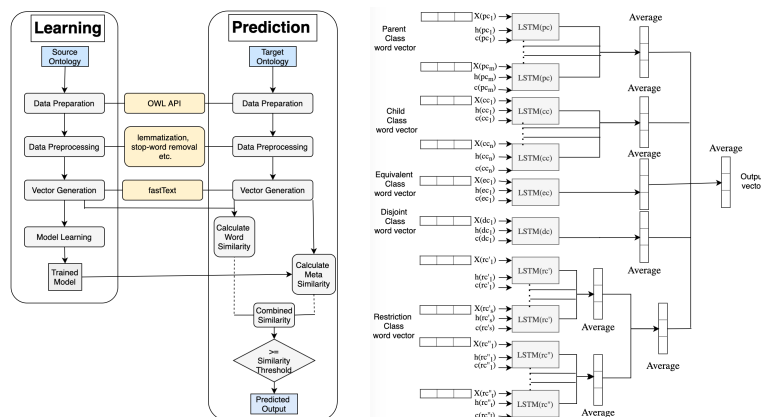 Learning
Prediction
Source
Ontology
Target
Ontology
Data Preparation
OWL API
Data Preparation
Data Preprocessing
lemmatization,
stop-word removal
etc.
Data Preprocessing
Vector Generation
fastText
Vector Generation
Model Learning
Calculate
Word
Similarity
Trained
Model
Calculate
Meta
Similarity
Combined
Similarity
>=
Similarity
Threshold
Predicted
Output
Parent
Class
word vector
X(pc1)
h(pc1)
c(pc1)
LSTM(pc)
X(pcm)
h(pcm)
c(pcm)
LSTM(pc)
Average
Child
Class
word vector
X(cc1)
h(cc1)
c(cc1)
LSTM(cc)
X(ccn)
h(ccn)
c(ccn)
LSTM(cc)
Average
Equivalent
Class
word vector
X(ec1)
h(ec1)
c(ec1)
LSTM(ec)
Average
Disjoint
Class
word vector
X(dc1)
h(dc1)
c(dc1)
LSTM(dc)
Average
Average
Outpu
vecto
Restriction
Class
word vector
X(rc'1)
h(rc'1)
c(rc'1)
LSTM(rc')
X(rc's)
h(rc's)
c(rc's)
LSTM(rc')
Average
X(rc"1)
h(rc"1)
c(rc"1)
LSTM(rc")
X(rc"t)
h(rc"t)
c(rc"t)
LSTM(rc")
Average
Average